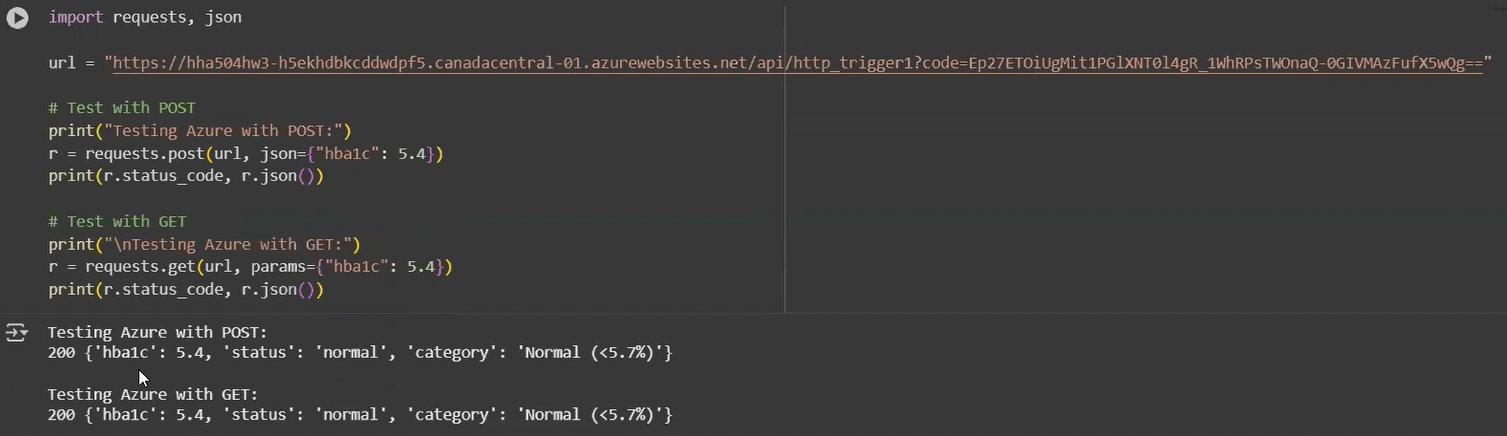 import requests, json
url = "https://hha504hw3-h5ekhdbkcddwdpf5.canadacentral-01.azurewebsites.net/api/http_trigger1?code=Ep27ETOiUgMit1PGlXNT0l4gR_1WhRPsTWOnaQ-0GIVMAzFufX5wQg=="
# Test with POST
print("Testing Azure with POST:")
r = requests.post(url, json={"hba1c": 5.4})
print(r.status_code, r.json())
# Test with GET
print("\nTesting Azure with GET:")
r = requests.get(url, params={"hba1c": 5.4})
print(r.status_code, r.json())
Testing Azure with POST:
200 {'hba1c': 5.4, 'status': 'normal', 'category': 'Normal (<5.7%)'}
Testing Azure with GET:
200 {'hba1c': 5.4, 'status': 'normal', 'category': 'Normal (<5.7%)'}